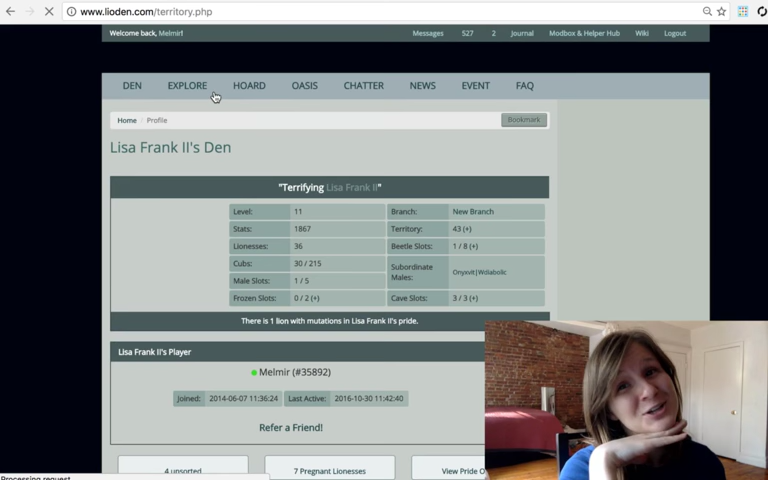 www.lioden.com/territory.php
Welcome back, Melmir!
Messages 527 2 Journal Modbox & Helper Hub Wiki Logout
DEN EXPLORE HOARD OASIS CHATTER NEWS EVENT FAQ
Home / Profile
Bookmark
Lisa Frank II's Den
"Terrifying Lisa Frank II"
Level: 11 Branch: New Branch
Stats: 1867 Territory: 43 (+)
Lionesses: 36 Beetle Slots: 1 / 8 (+)
Cubs: 30 / 215 Subordinate Males: Onyxvit|Wdiabolic
Male Slots: 1 / 5
Frozen Slots: 0 / 2 (+) Cave Slots: 3 / 3 (+)
There is 1 lion with mutations in Lisa Frank II's pride.
Lisa Frank II's Player
Melmir (#35892)
Joined: 2014-06-07 11:36:24 Last Active: 2016-10-30 11:42:40
Refer a Friend!
4 unsorted 7 Pregnant Lionesses View Pride O
Processing request